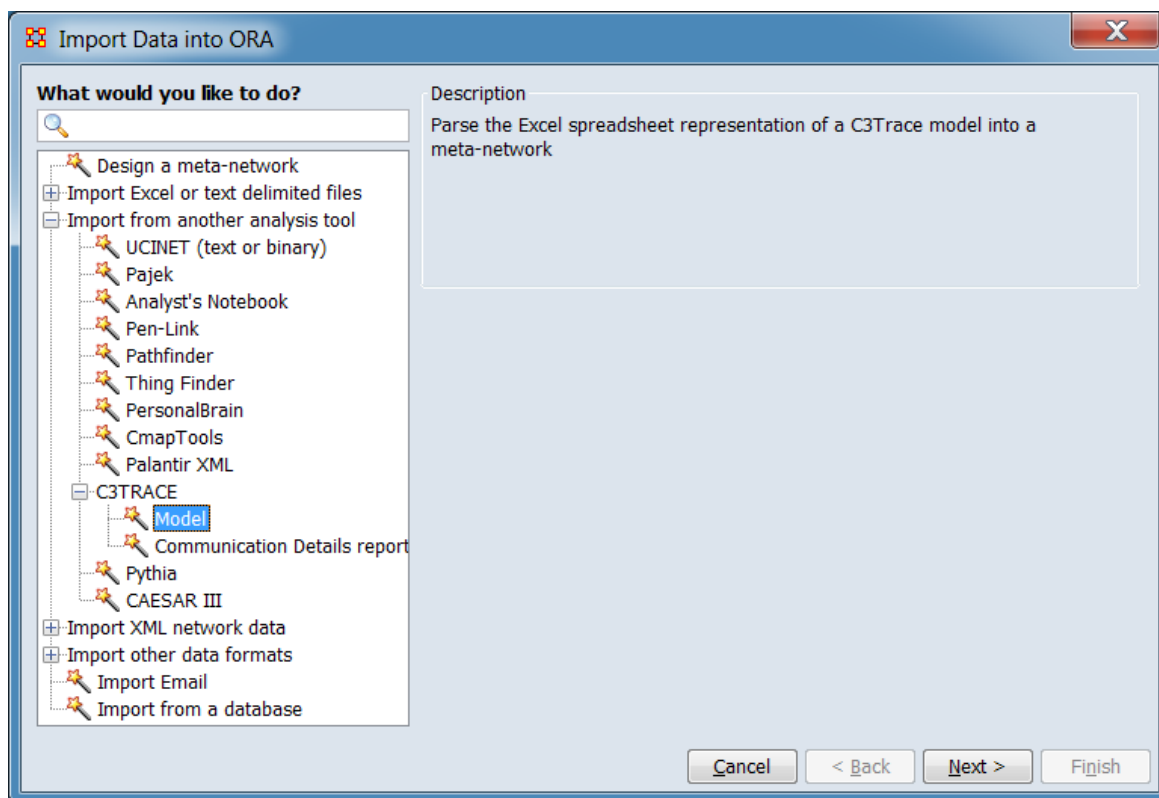 Import Data into ORA
X
What would you like to do?
Design a meta-network
Import Excel or text delimited files
Import from another analysis tool
UCINET (text or binary)
Pajek
Analyst's Notebook
Pen-Link
Pathfinder
Thing Finder
PersonalBrain
CmapTools
Palantir XML
C3TRACE
Model
Communication Details report
Pythia
CAESAR III
Import XML network data
Import other data formats
Import Email
Import from a database
Description
Parse the Excel spreadsheet representation of a C3Trace model into a
meta-network
Cancel
< Back
Next >
Finish